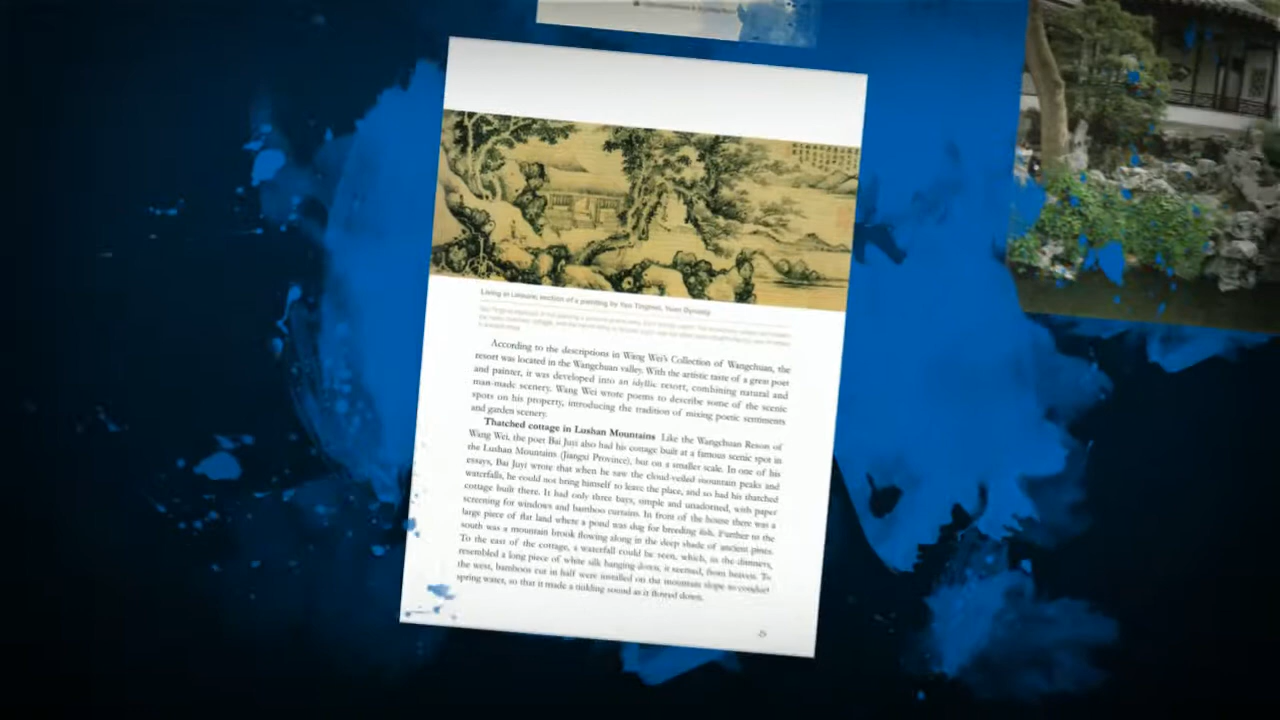 Living in Leisure, section of a painting by Yao Tingmei, Yuan Dynasty
According to the descriptions in Wang Wei's Collection of Wangchuan, the
resort was located in the Wangchuan valley. With the artistic taste of a great poet
and painter, it was developed into an idyllic resort, combining natural and
man-made scenery. Wang Wei wrote poems to describe some of the scenic
spots on his property, introducing the tradition of mixing poetic sentiments
and garden scenery.
Thatched cottage in Lushan Mountains Like the Wangchuan Resort of
Wang Wei, the poet Bai Juyi also had his cottage built at a famous scenic spot in
the Lushan Mountains (Jiangxi Province), but on a smaller scale. In one of his
essays, Bai Juyi wrote that when he saw the cloud-veiled mountain peaks and
waterfalls, he could not bring himself to leave the place, and so had his thatched
cottage built there. It had only three bays, simple and unadorned, with paper
screening for windows and bamboo curtains. In front of the house there was a
large piece of flat land where a pond was dug for breeding fish. Further to the
south was a mountain brook flowing along in the deep shade of ancient pines.
To the east of the cottage, a waterfall could be seen, which, in the dimness,
resembled a long piece of white silk hanging down, it seemed, from heaven. To
the west, bamboos cut in half were installed on the mountain slope to conduct
spring water, so that it made a tinkling sound as it flowed down.